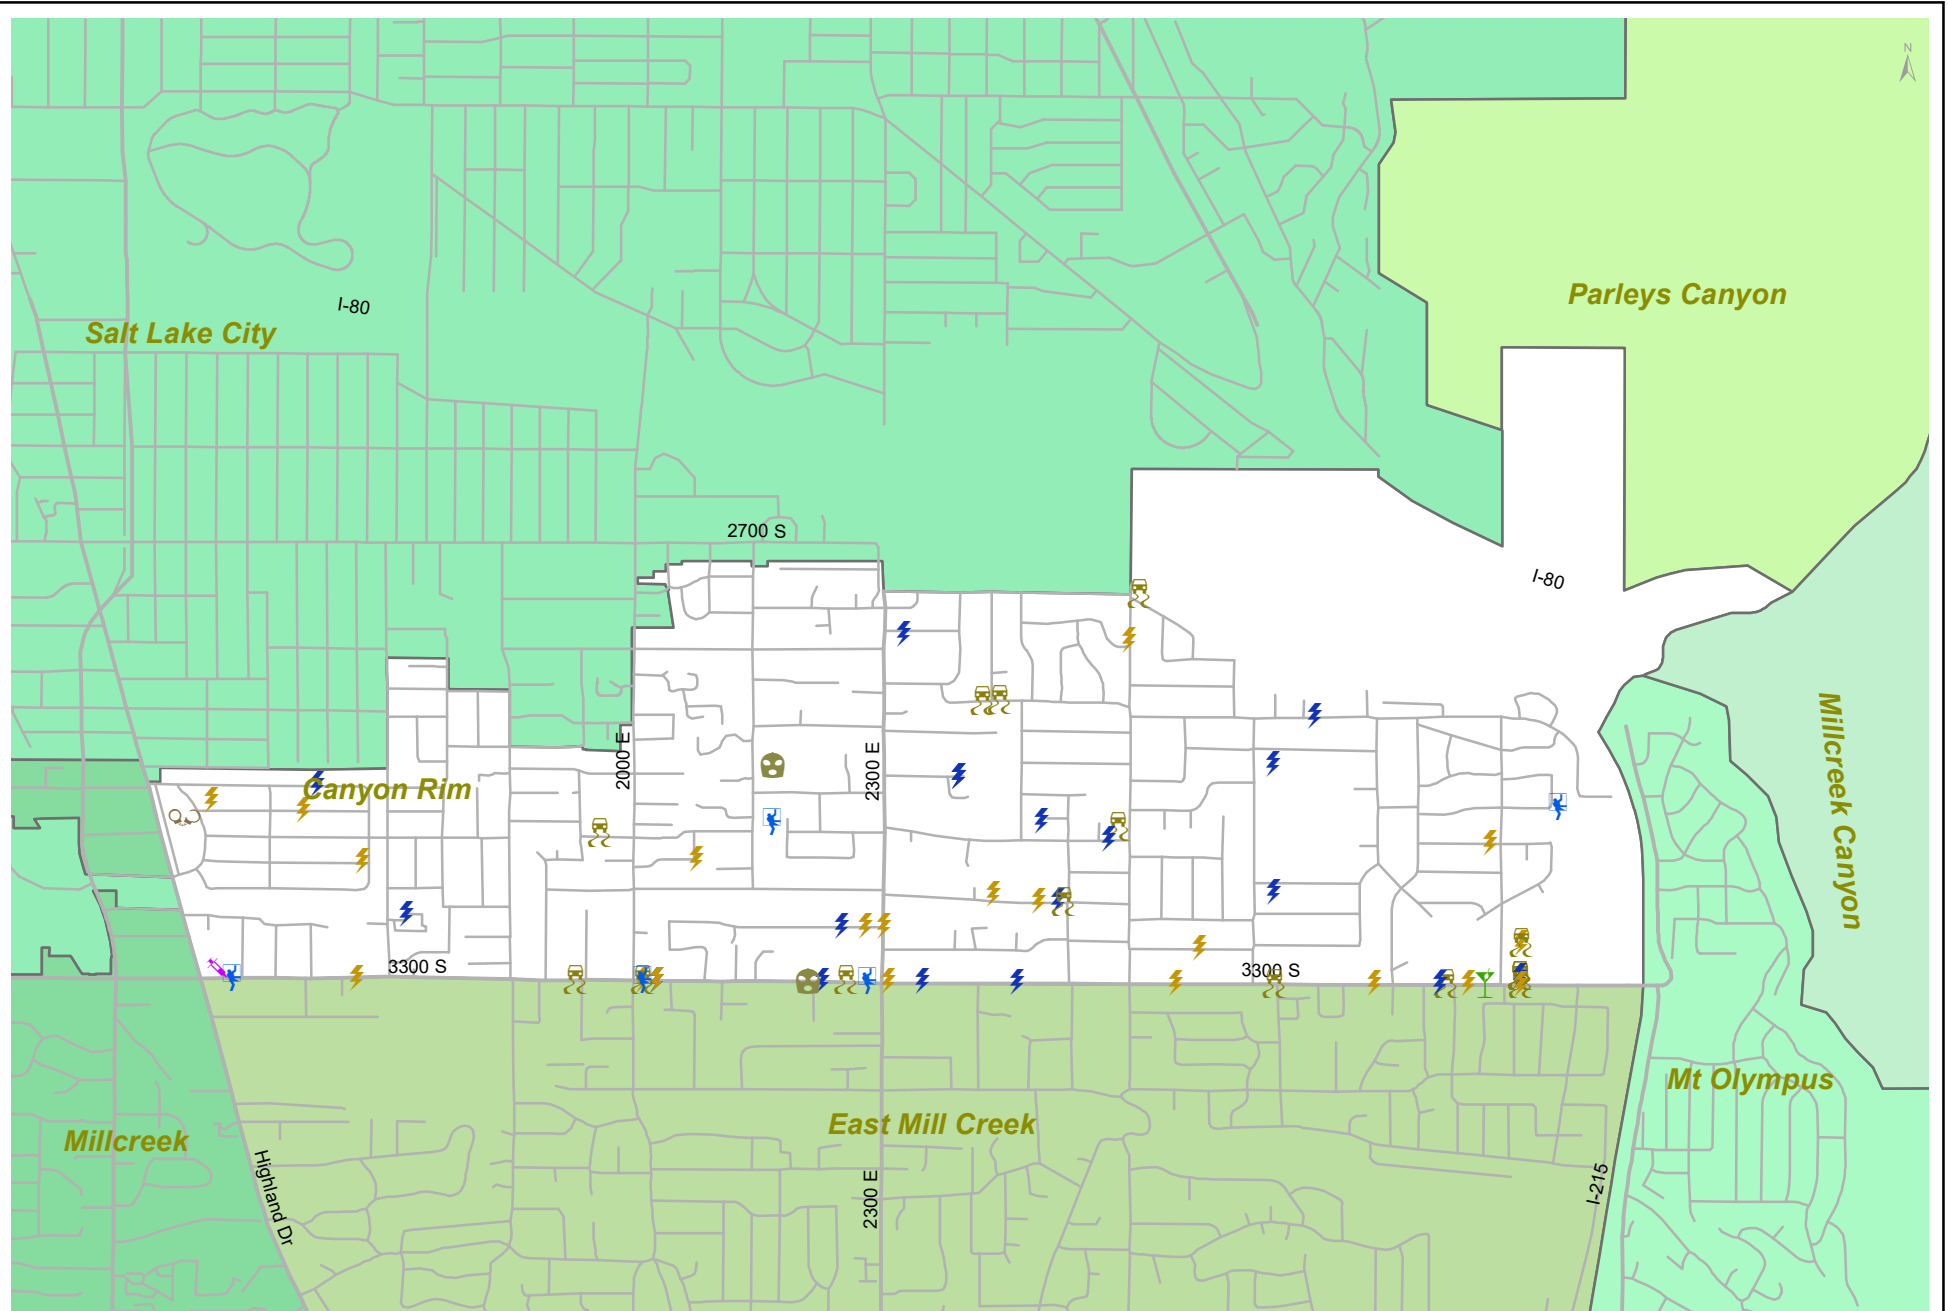 N
Parleys Canyon
I-80
Salt Lake City
2700 S
I-80
Millcreek Canyon
2000 E
2300 E
Canyon Rim
3300 S
3300 S
Mt Olympus
East Mill Creek
Millcreek
Highland Dr
2300 E
I-215